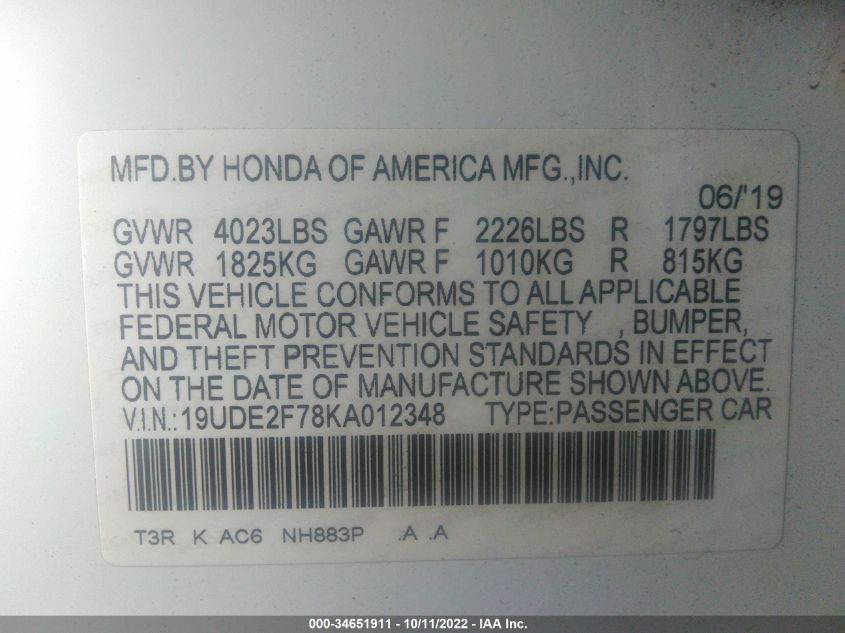 MFD.BY HONDA OF AMERICA MFG.,INC.
06/'19
GVWR 4023LBS GAWR F 2226LBS R 1797LBS
GVWR 1825KG GAWR F 1010KG R 815KG
THIS VEHICLE CONFORMS TO ALL APPLICABLE
FEDERAL MOTOR VEHICLE SAFETY , BUMPER,
AND THEFT PREVENTION STANDARDS IN EFFECT
ON THE DATE OF MANUFACTURE SHOWN ABOVE.
V.I.N.:19UDE2F78KA012348 TYPE:PASSENGER CAR
T3R K AC6 NH883P .A .A
000-34651911 - 10/11/2022 - IAA Inc.